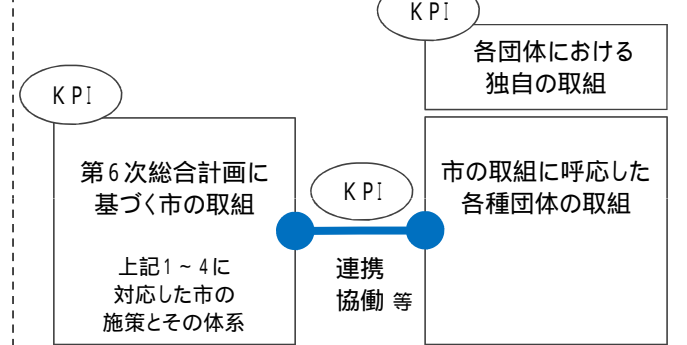 KPI
各団体における
独自の取組
KPI
第6次総合計画に
基づく市の取組
上記1~4に
対応した市の
施策とその体系
KPI
連携
協働 等
市の取組に呼応した
各種団体の取組